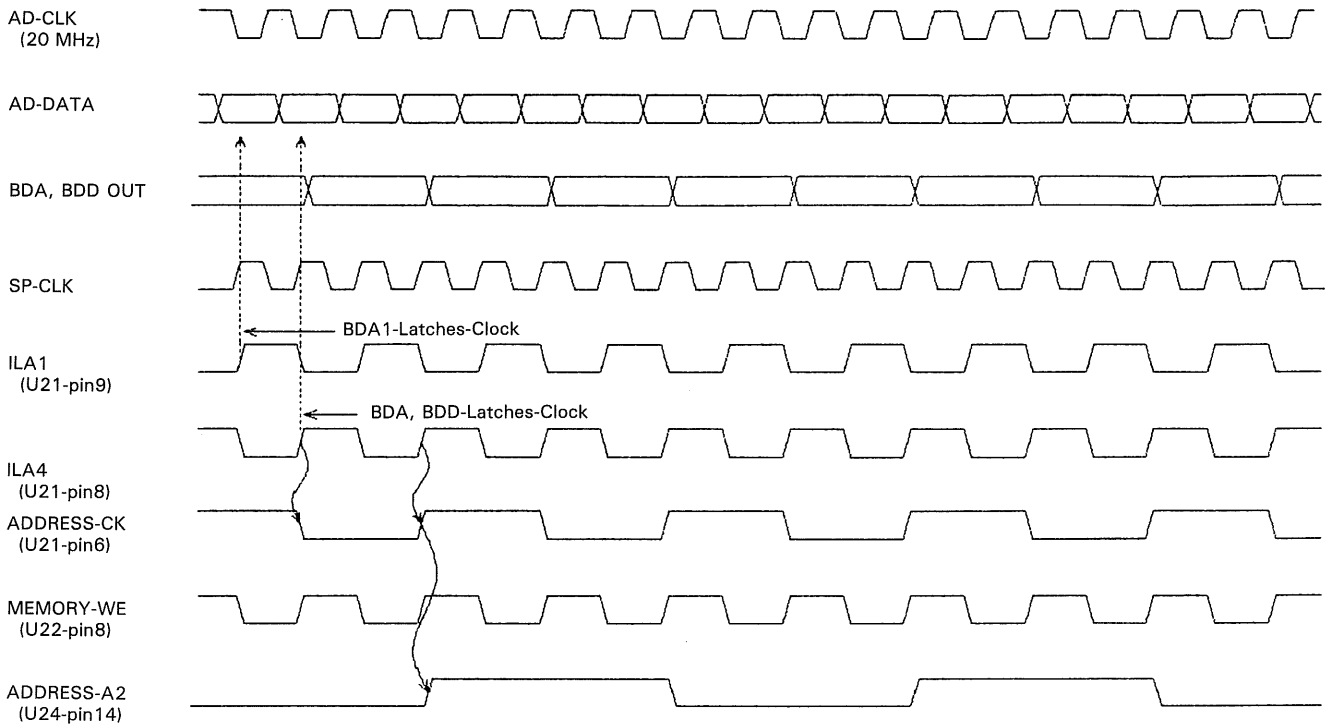 AD-CLK
(20 MHz)
AD-DATA
BDA, BDD OUT
SP-CLK
BDA1-Latches-Clock
ILA1
(U21-pin9)
BDA, BDD-Latches-Clock
ILA4
(U21-pin8)
ADDRESS-CK
(U21-pin6)
MEMORY-WE
(U22-pin8)
ADDRESS-A2
(U24-pin14)